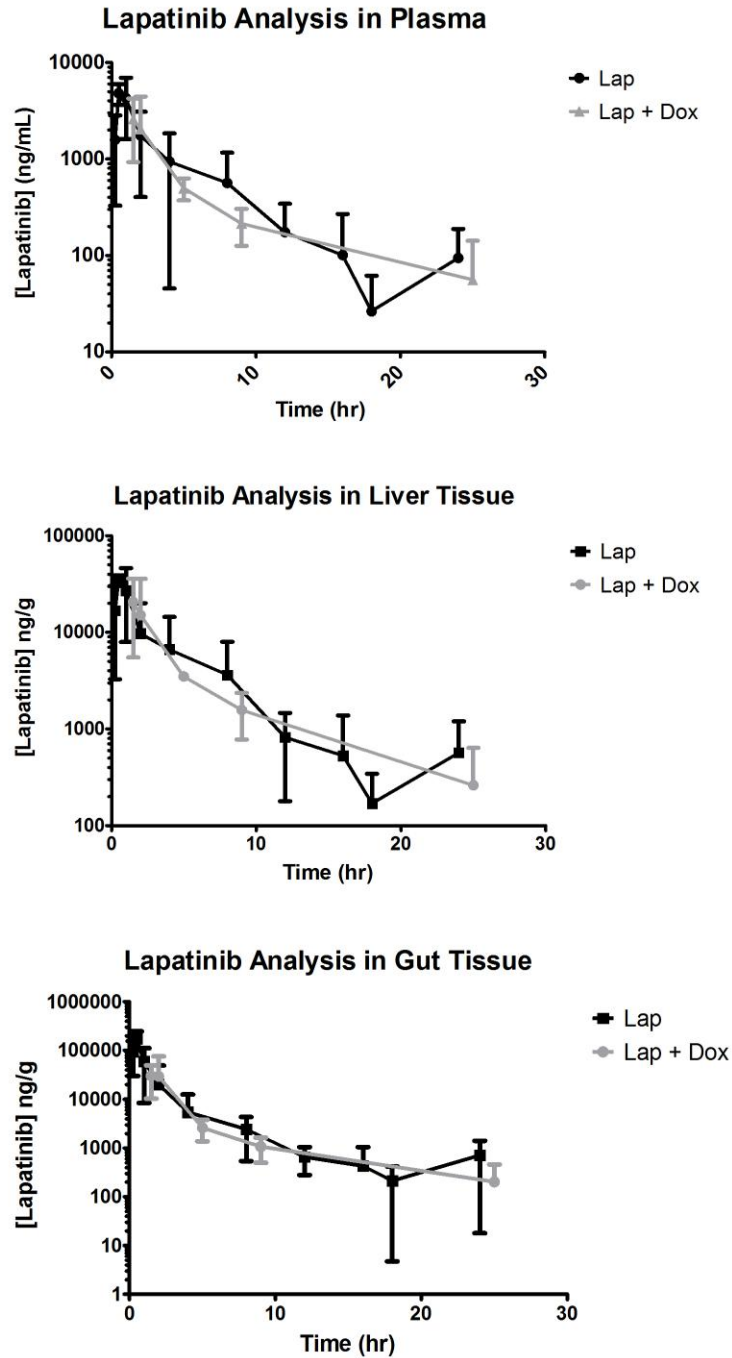 Lapatinib Analysis in Plasma
[Lapatinib] (ng/mL)
10000
1000
100
10
0
10
20
30
Time (hr)
Lap
Lap + Dox
Lapatinib Analysis in Liver Tissue
[Lapatinib] ng/g
100000
10000
1000
100
0
10
20
30
Time (hr)
Lap
Lap + Dox
Lapatinib Analysis in Gut Tissue
[Lapatinib] ng/g
1000000
100000
10000
1000
100
10
1
0
10
20
30
Time (hr)
Lap
Lap + Dox